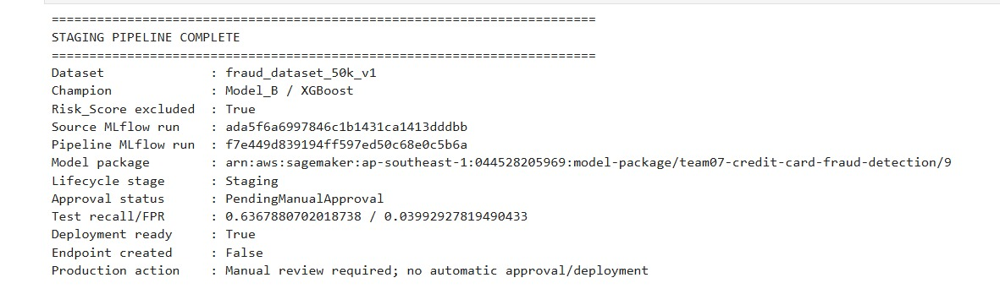 ========================================================================
STAGING PIPELINE COMPLETE
========================================================================
Dataset              : fraud_dataset_50k_v1
Champion             : Model_B / XGBoost
Risk_Score excluded  : True
Source MLflow run    : ada5f6a6997846c1b1431ca1413dddbb
Pipeline MLflow run  : f7e449d839194ff597ed50c68e0c5b6a
Model package        : arn:aws:sagemaker:ap-southeast-1:044528205969:model-package/team07-credit-card-fraud-detection/9
Lifecycle stage      : Staging
Approval status      : PendingManualApproval
Test recall/FPR      : 0.6367880702018738 / 0.03992927819490433
Deployment ready     : True
Endpoint created     : False
Production action    : Manual review required; no automatic approval/deployment